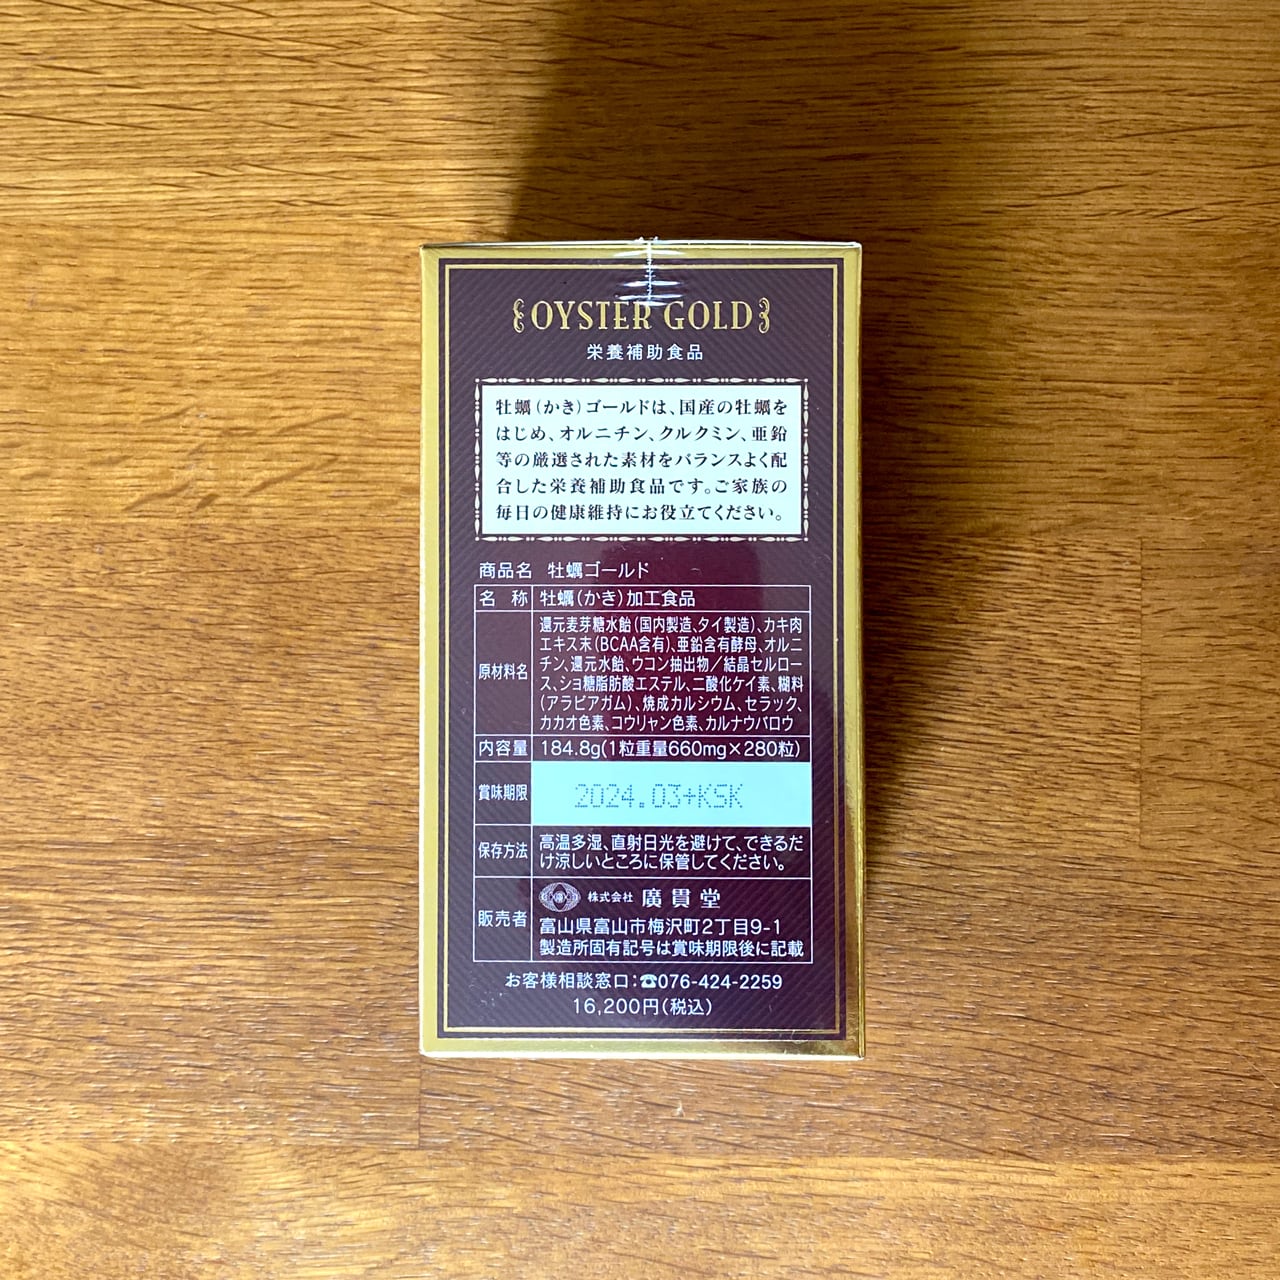 OYSTER GOLD
栄養補助食品
牡蠣(かき)ゴールドは、国産の牡蠣を
はじめ、オルニチン、クルクミン、亜鉛
等の厳選された素材をバランスよく配
合した栄養補助食品です。ご家族の
毎日の健康維持にお役立てください。
商品名 牡蠣ゴールド
名 称 牡蠣(かき)加工食品
原材料名 還元麦芽糖水飴(国内製造、タイ製造)、カキ肉
エキス末(BCAA含有)、亜鉛含有酵母、オルニ
チン、還元水飴、ウコン抽出物/結晶セルロー
ス、ショ糖脂肪酸エステル、二酸化ケイ素、糊料
(アラビアガム)、焼成カルシウム、セラック、
カカオ色素、コウリャン色素、カルナウバロウ
内容量 184.8g(1粒重量660mg×280粒)
賞味期限 2024.03+KSK
保存方法 高温多湿、直射日光を避けて、できるだ
け涼しいところに保管してください。
販売者 株式会社 廣貫堂
富山県富山市梅沢町2丁目9-1
製造所固有記号は賞味期限後に記載
お客様相談窓口:☎076-424-2259
16,200円(税込)